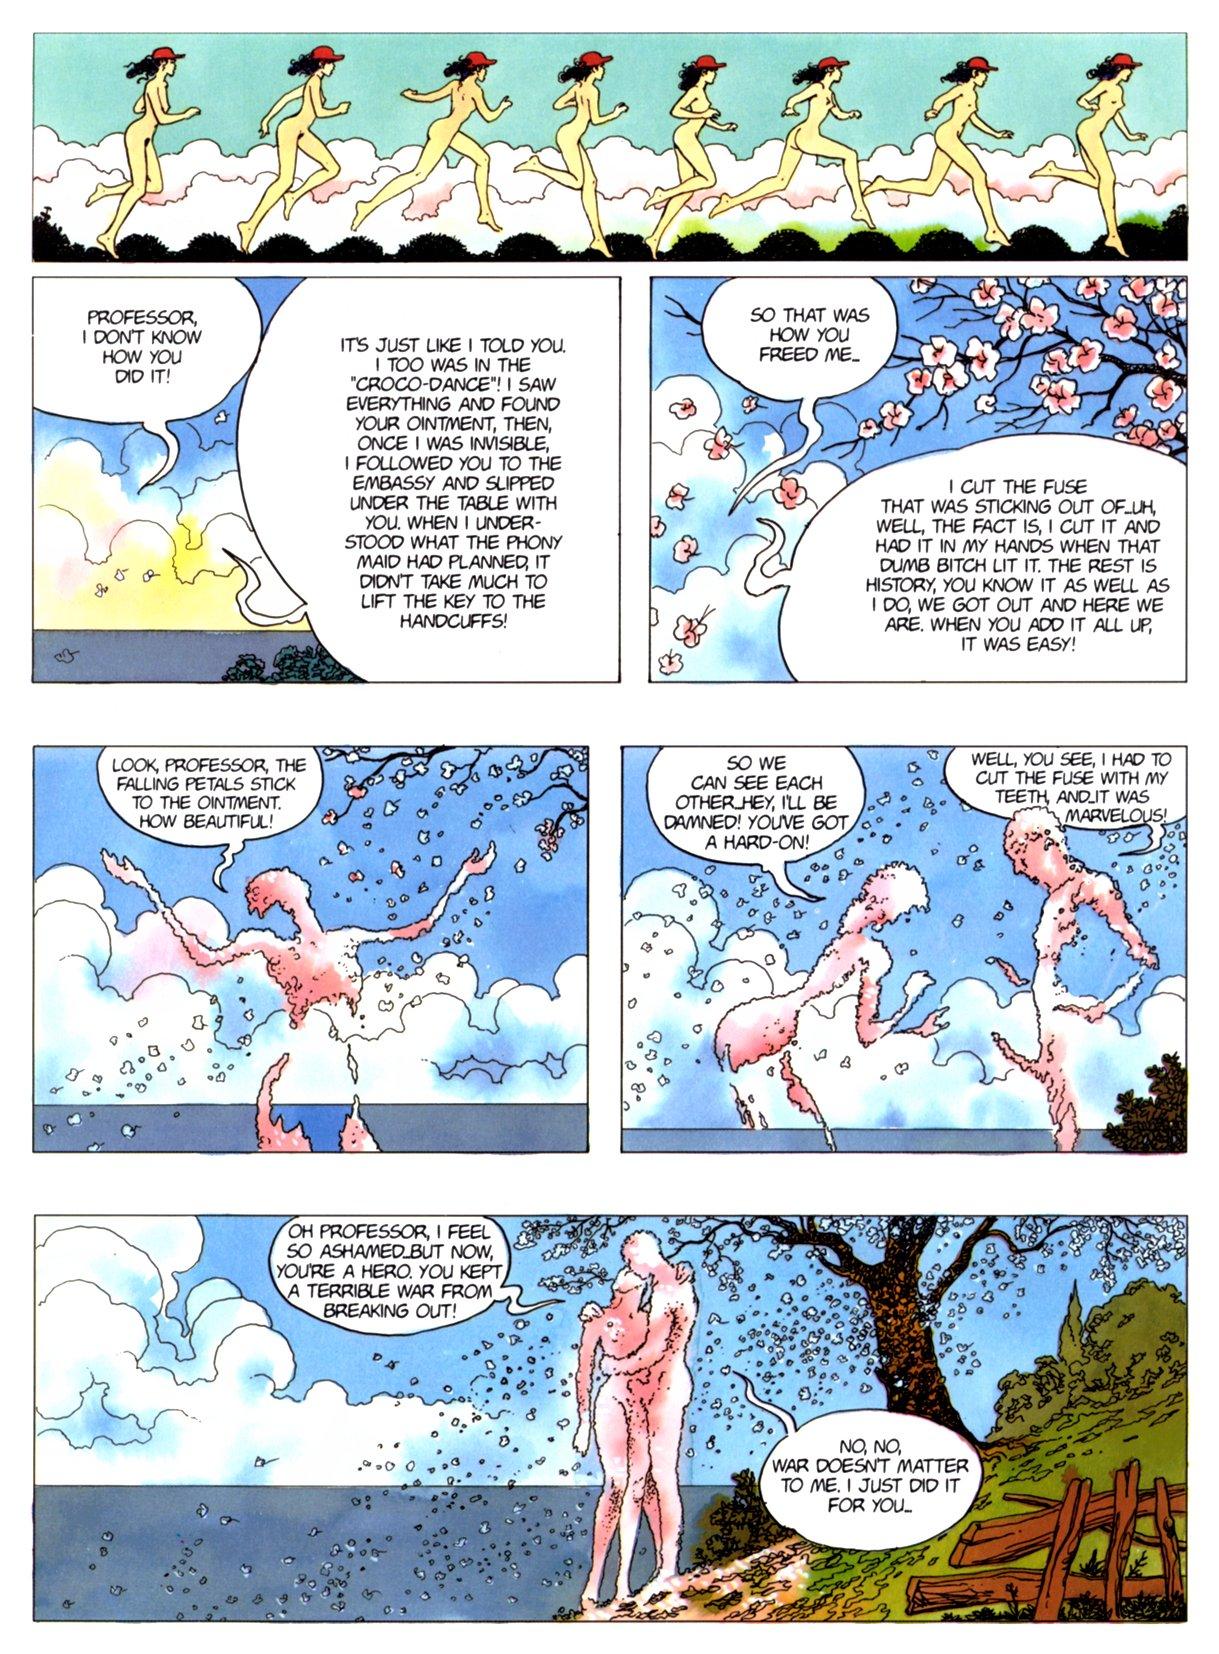 PROFESSOR,
I DON'T KNOW
HOW YOU
DID IT!
IT'S JUST LIKE I TOLD YOU.
I TOO WAS IN THE
"CROCO-DANCE"! I SAW
EVERYTHING AND FOUND
YOUR OINTMENT, THEN,
ONCE I WAS INVISIBLE,
I FOLLOWED YOU TO THE
EMBASSY AND SLIPPED
UNDER THE TABLE WITH
YOU. WHEN I UNDER-
STOOD WHAT THE PHONY
MAID HAD PLANNED, IT
DIDN'T TAKE MUCH TO
LIFT THE KEY TO THE
HANDCUFFS!
SO THAT WAS
HOW YOU
FREED ME...
I CUT THE FUSE
THAT WAS STICKING OUT OF...UH,
WELL, THE FACT IS, I CUT IT AND
HAD IT IN MY HANDS WHEN THAT
DUMB BITCH LIT IT. THE REST IS
HISTORY, YOU KNOW IT AS WELL AS
I DO, WE GOT OUT AND HERE WE
ARE. WHEN YOU ADD IT ALL UP,
IT WAS EASY!
LOOK, PROFESSOR, THE
FALLING PETALS STICK
TO THE OINTMENT.
HOW BEAUTIFUL!
SO WE
CAN SEE EACH
OTHER...HEY, I'LL BE
DAMNED! YOU'VE GOT
A HARD-ON!
WELL, YOU SEE, I HAD TO
CUT THE FUSE WITH MY
TEETH, AND...IT WAS
MARVELOUS!
OH PROFESSOR, I FEEL
SO ASHAMED...BUT NOW,
YOU'RE A HERO. YOU KEPT
A TERRIBLE WAR FROM
BREAKING OUT!
NO, NO,
WAR DOESN'T MATTER
TO ME. I JUST DID IT
FOR YOU...